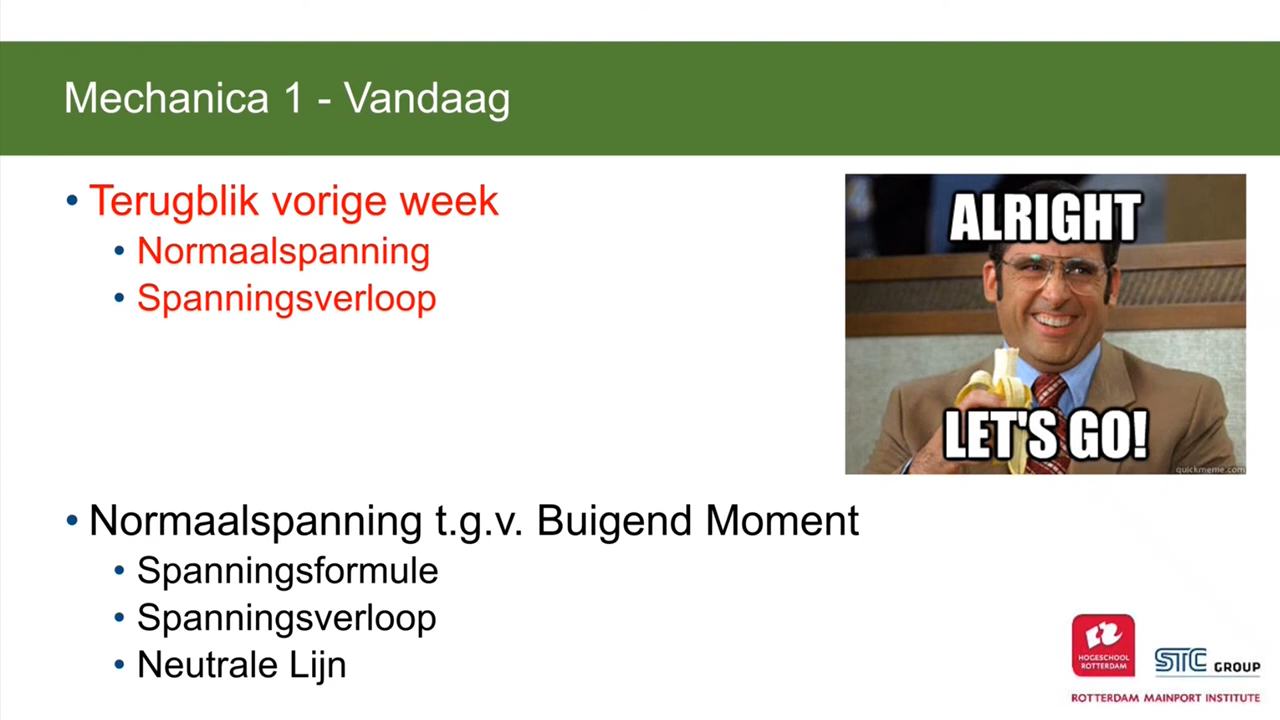 Mechanica 1 - Vandaag
• Terugblik vorige week
• Normaalspanning
• Spanningsverloop
ALRIGHT
LET'S GO!
quickmeme.com
• Normaalspanning t.g.v. Buigend Moment
• Spanningsformule
• Spanningsverloop
• Neutrale Lijn
HOGESCHOOL
ROTTERDAM
STC GROUP
ROTTERDAM MAINPORT INSTITUTE